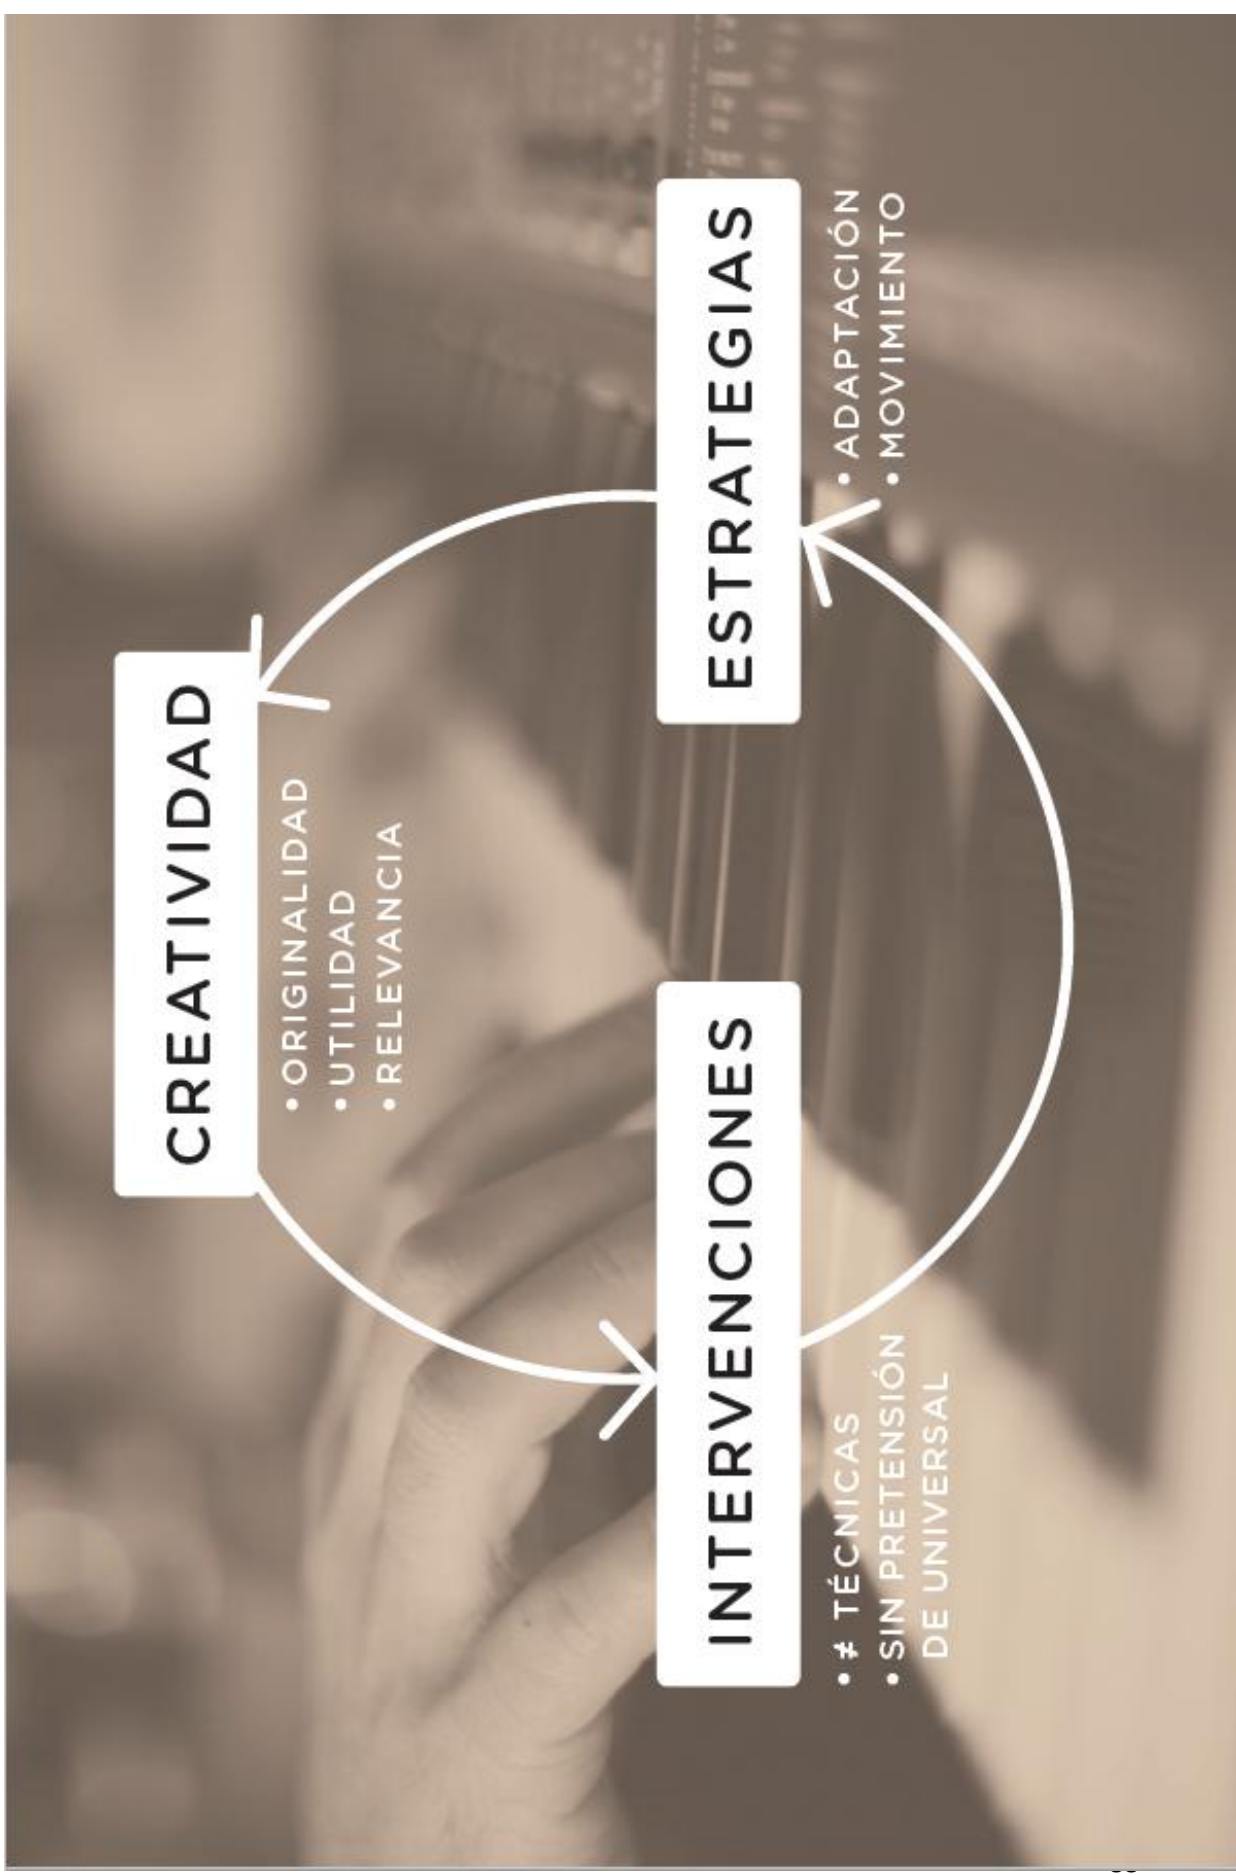 CREATIVIDAD
• ORIGINALIDAD
• UTILIDAD
• RELEVANCIA
INTERVENCIONES
• ≠ TÉCNICAS
• SIN PRETENSIÓN
DE UNIVERSAL
ESTRATEGIAS
• ADAPTACIÓN
• MOVIMIENTO